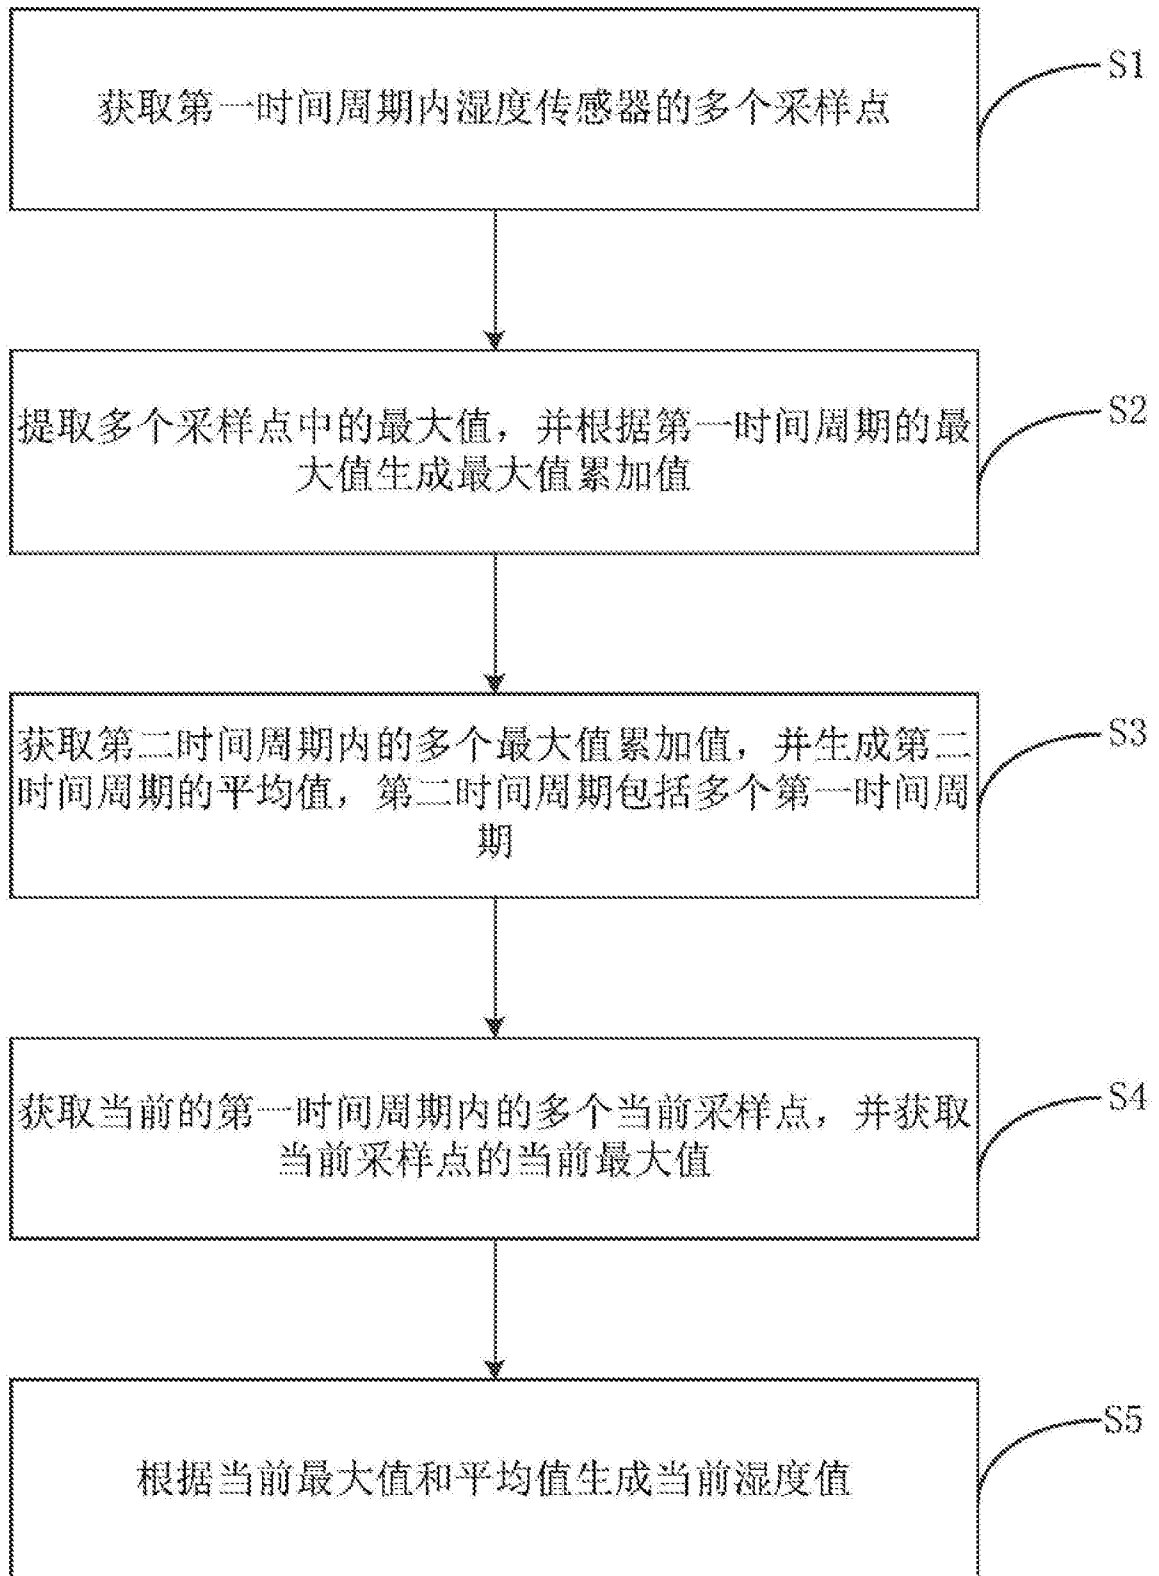 获取第一时间周期内湿度传感器的多个采样点
S1
提取多个采样点中的最大值，并根据第一时间周期的最
大值生成最大值累加值
S2
获取第二时间周期内的多个最大值累加值，并生成第二
时间周期的平均值，第二时间周期包括多个第一时间周
期
S3
获取当前的第一时间周期内的多个当前采样点，并获取
当前采样点的当前最大值
S4
根据当前最大值和平均值生成当前湿度值
S5